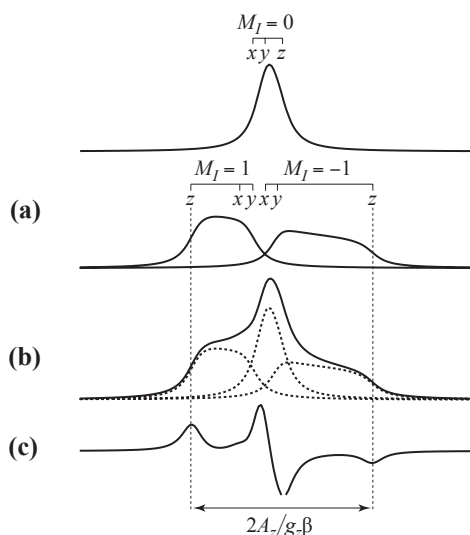 M_I = 0
x y z
M_I = 1 M_I = −1
z x y x y z
(a)
(b)
(c)
2A_z/g_zβ